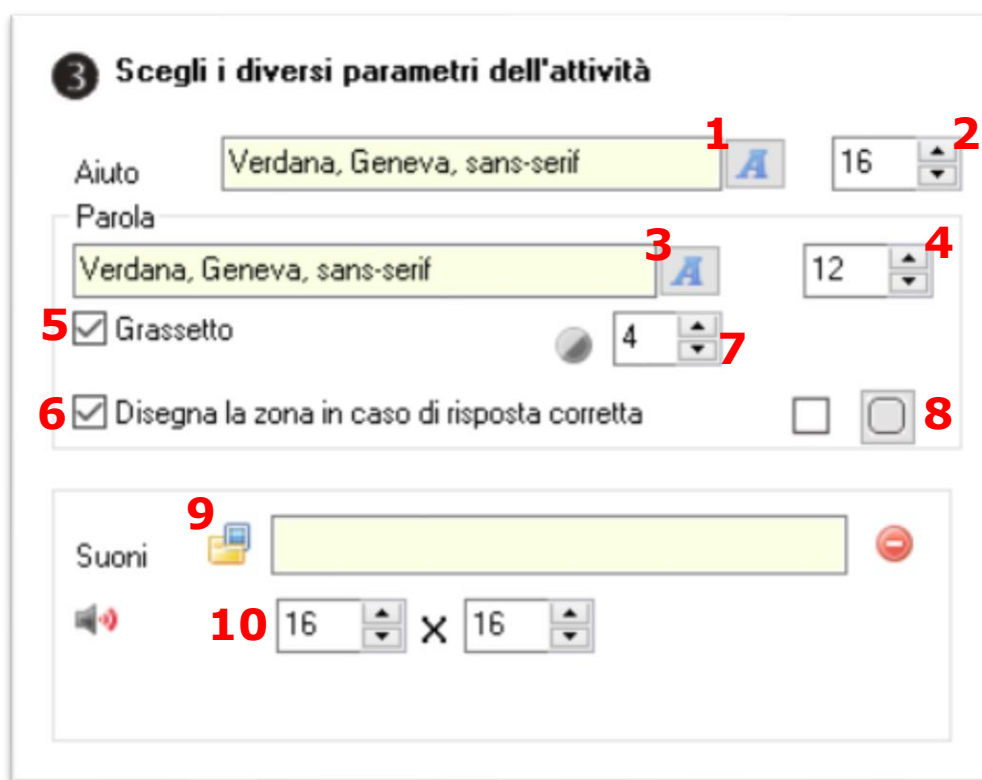 3 Scegli i diversi parametri dell'attività
Aiuto Verdana, Geneva, sans-serif 1 A 16 2
Parola
Verdana, Geneva, sans-serif 3 A 12 4
5 Grassetto 4 7
6 Disegna la zona in caso di risposta corretta 8
9
Suoni
10 16 x 16